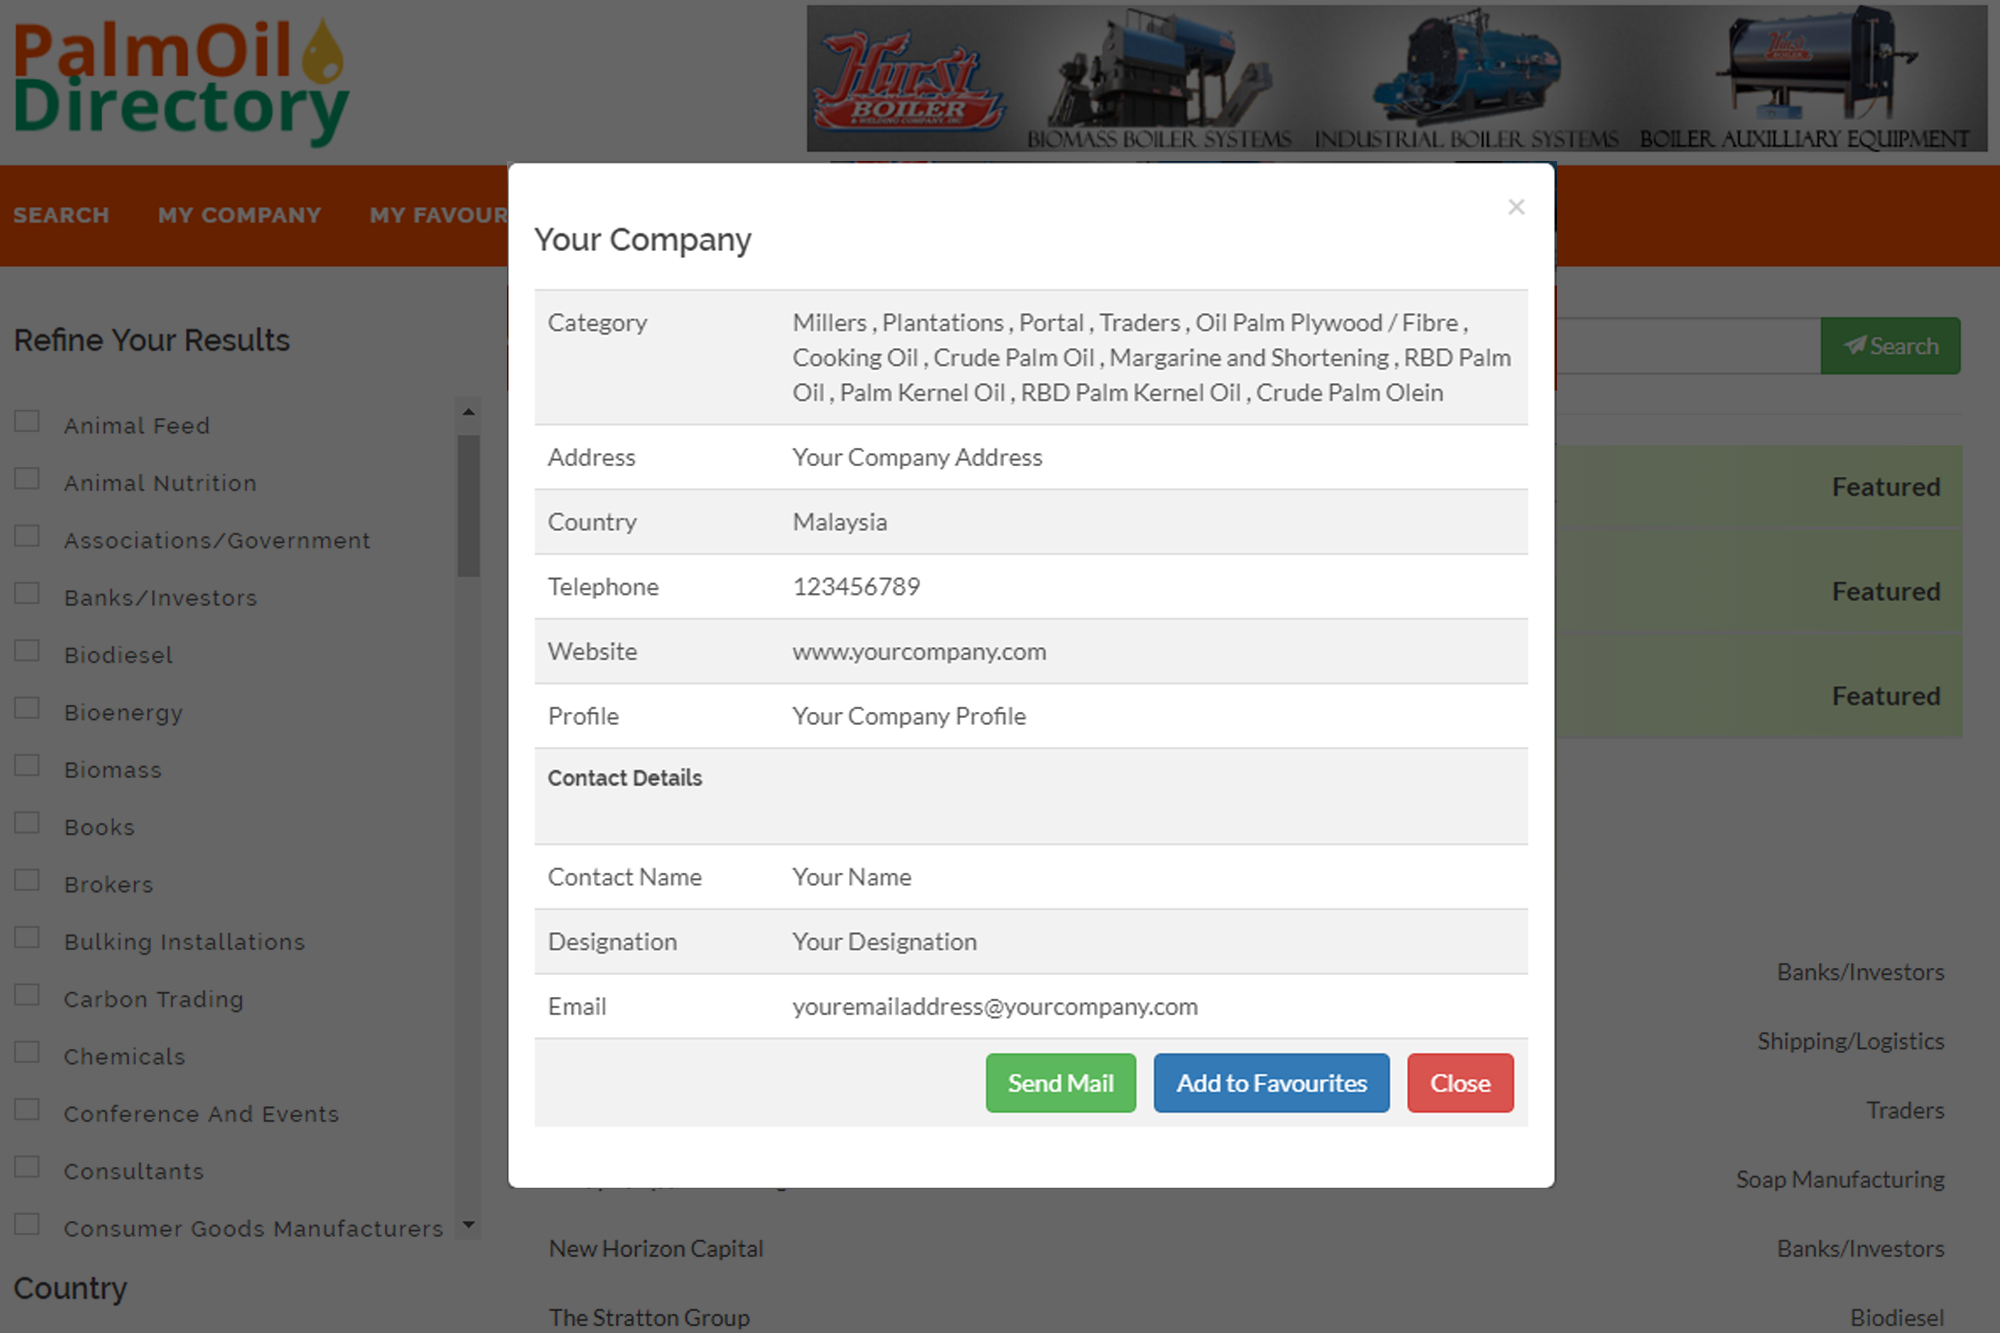 PalmOil
Directory
Hurst
BOILER
& WELDING COMPANY, INC
BIOMASS BOILER SYSTEMS
INDUSTRIAL BOILER SYSTEMS
Hurst
BOILER AUXILLIARY EQUIPMENT
SEARCH
MY COMPANY
MY FAVOUR
Refine Your Results
Animal Feed
Animal Nutrition
Associations/Government
Banks/Investors
Biodiesel
Bioenergy
Biomass
Books
Brokers
Bulking Installations
Carbon Trading
Chemicals
Conference And Events
Consultants
Consumer Goods Manufacturers
Country
×
Your Company
Category
Millers , Plantations , Portal , Traders , Oil Palm Plywood / Fibre ,
Cooking Oil , Crude Palm Oil , Margarine and Shortening , RBD Palm
Oil , Palm Kernel Oil , RBD Palm Kernel Oil , Crude Palm Olein
Address
Your Company Address
Country
Malaysia
Telephone
123456789
Website
www.yourcompany.com
Profile
Your Company Profile
Contact Details
Contact Name
Your Name
Designation
Your Designation
Email
youremailaddress@yourcompany.com
Send Mail
Add to Favourites
Close
Search
Featured
Featured
Featured
Banks/Investors
Shipping/Logistics
Traders
Soap Manufacturing
New Horizon Capital
Banks/Investors
The Stratton Group
Biodiesel